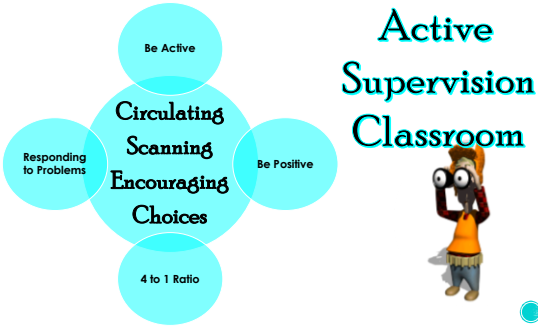 Active
Supervision
Classroom
Be Active
Circulating
Scanning
Encouraging
Choices
Responding
to Problems
Be Positive
4 to 1 Ratio